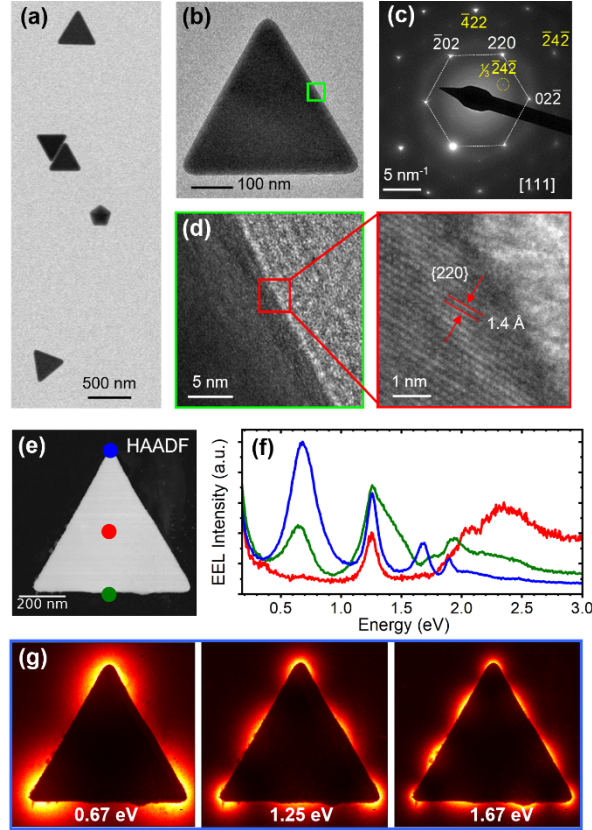 (a)
500 nm
(b)
100 nm
(c)
4̅22
2̅02
220
2̅42̅
⅓ 2̅42̅
022̅
5 nm⁻¹
[111]
(d)
5 nm
{220}
1.4 Å
1 nm
(e)
HAADF
200 nm
(f)
EEL Intensity (a.u.)
0.5
1.0
1.5
2.0
2.5
3.0
Energy (eV)
(g)
0.67 eV
1.25 eV
1.67 eV